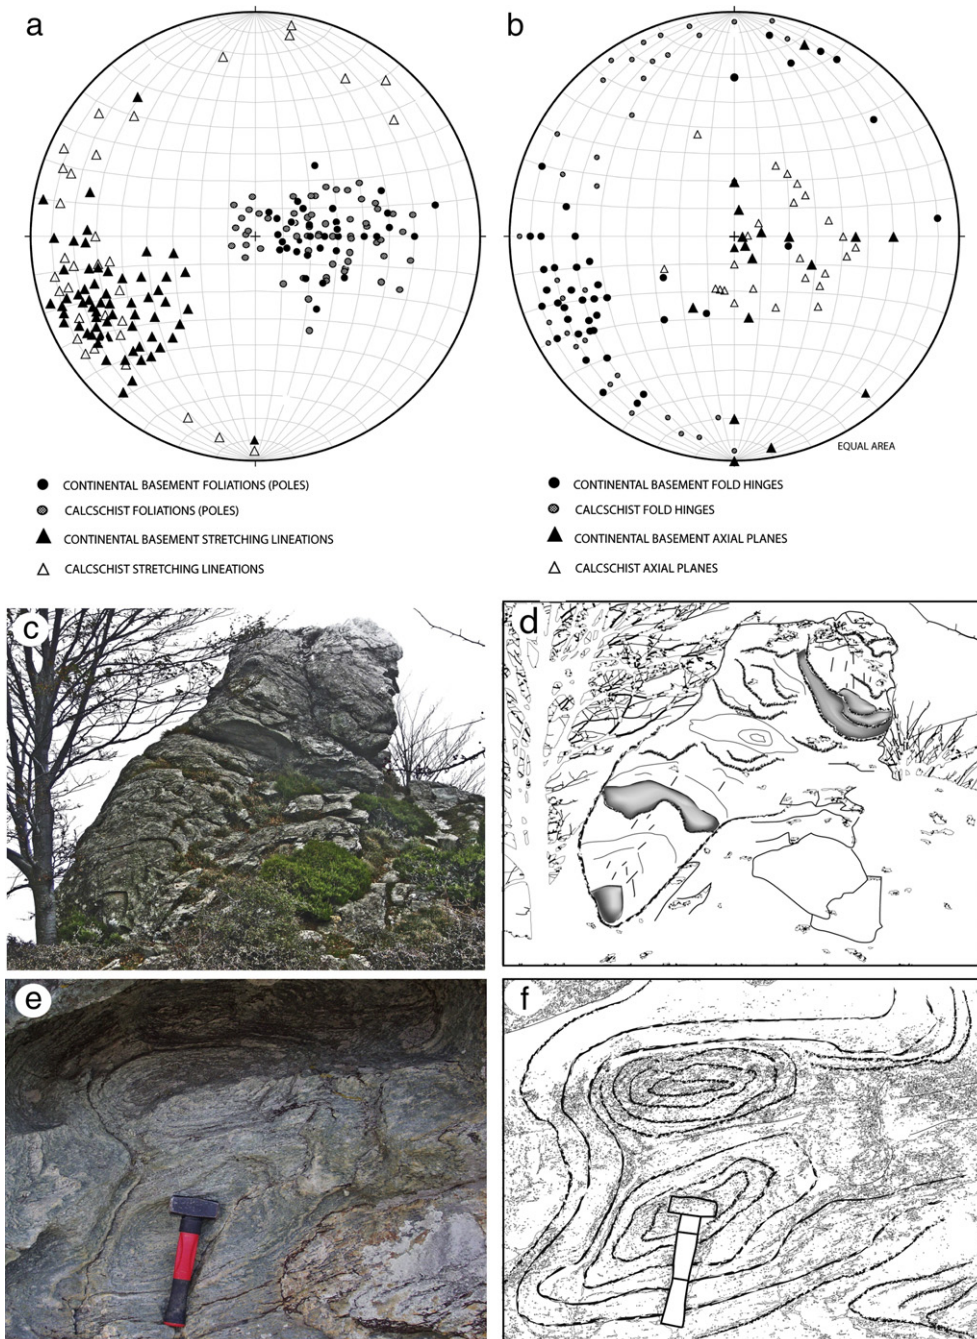 a
b
EQUAL AREA
CONTINENTAL BASEMENT FOLIATIONS (POLES)
CALCSCHIST FOLIATIONS (POLES)
CONTINENTAL BASEMENT STRETCHING LINEATIONS
CALCSCHIST STRETCHING LINEATIONS
CONTINENTAL BASEMENT FOLD HINGES
CALCSCHIST FOLD HINGES
CONTINENTAL BASEMENT AXIAL PLANES
CALCSCHIST AXIAL PLANES
c
d
e
f